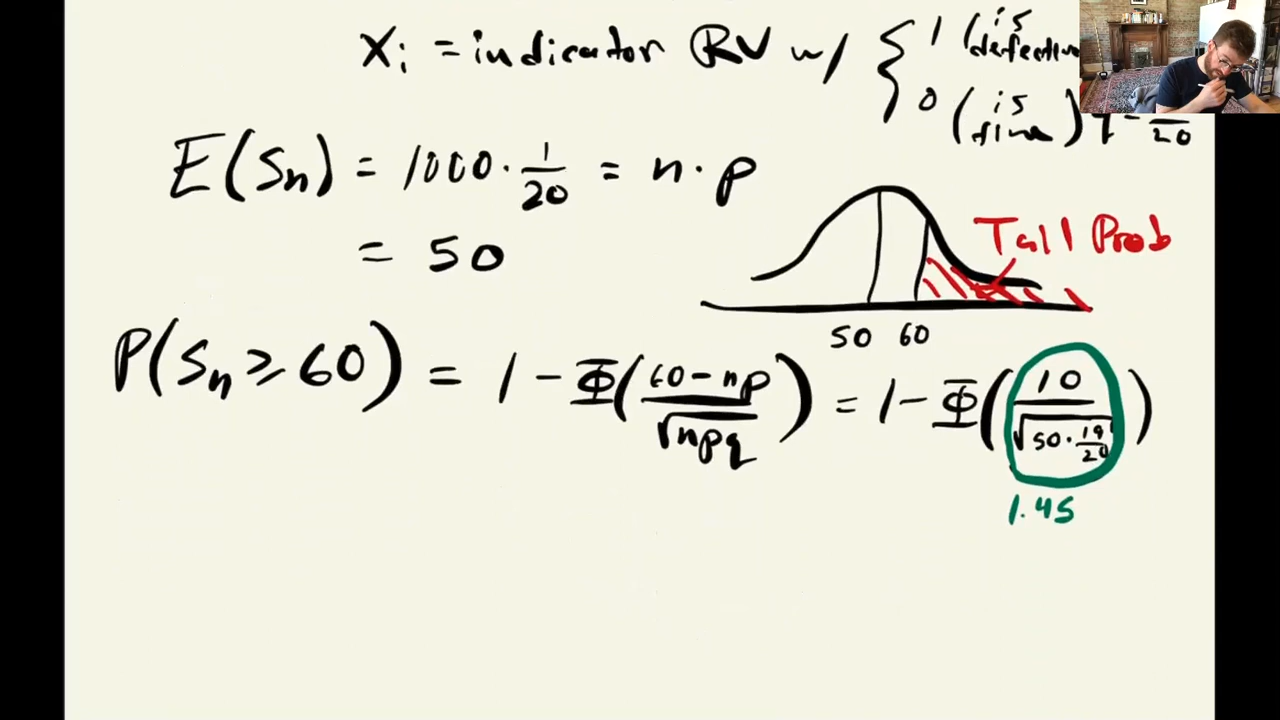 Xᵢ = indicator RV w/ { 1 (is
0 (is fine) q = 20
E(Sₙ) = 1000 · 1/20 = n · p
= 50
Tail Prob
50 60
P(Sₙ ≥ 60) = 1 - Φ(60 - np / √npq) = 1 - Φ(10 / √50 · 19/20)
1.45